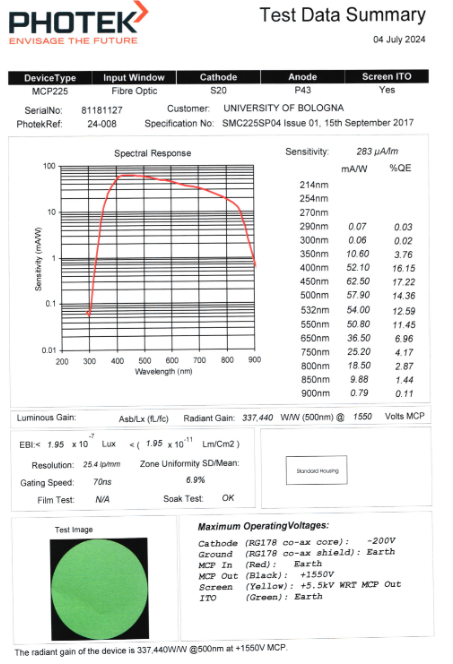 PHOTEK
ENVISAGE THE FUTURE
Test Data Summary
04 July 2024
DeviceType Input Window Cathode Anode Screen ITO
MCP225 Fibre Optic S20 P43 Yes
SerialNo: 81181127 Customer: UNIVERSITY OF BOLOGNA
PhotekRef: 24-008 Specification No: SMC225SP04 Issue 01, 15th September 2017
Spectral Response
Sensitivity (mA/W)
100
10
1
0.1
0.01
200 300 400 500 600 700 800 900
Wavelength (nm)
Sensitivity: 283 µA/lm
mA/W %QE
214nm
254nm
270nm
290nm 0.07 0.03
300nm 0.06 0.02
350nm 10.60 3.76
400nm 52.10 16.15
450nm 62.50 17.22
500nm 57.90 14.36
532nm 54.00 12.59
550nm 50.80 11.45
650nm 36.50 6.96
750nm 25.20 4.17
800nm 18.50 2.87
850nm 9.88 1.44
900nm 0.79 0.11
Luminous Gain: Asb/Lx (fL/fc) Radiant Gain: 337,440 W/W (500nm) @ 1550 Volts MCP
EBI:< 1.95 x 10⁻⁷ Lux < ( 1.95 x 10⁻¹¹ Lm/Cm2 )
Resolution: 25.4 lp/mm Zone Uniformity SD/Mean:
Gating Speed: 70ns 6.9%
Film Test: N/A Soak Test: OK
Standard Housing
Test Image
Maximum OperatingVoltages:
Cathode (RG178 co-ax core): -200V
Ground (RG178 co-ax shield): Earth
MCP In (Red): Earth
MCP Out (Black): +1550V
Screen (Yellow): +5.5kV WRT MCP Out
ITO (Green): Earth
The radiant gain of the device is 337,440W/W @500nm at +1550V MCP.